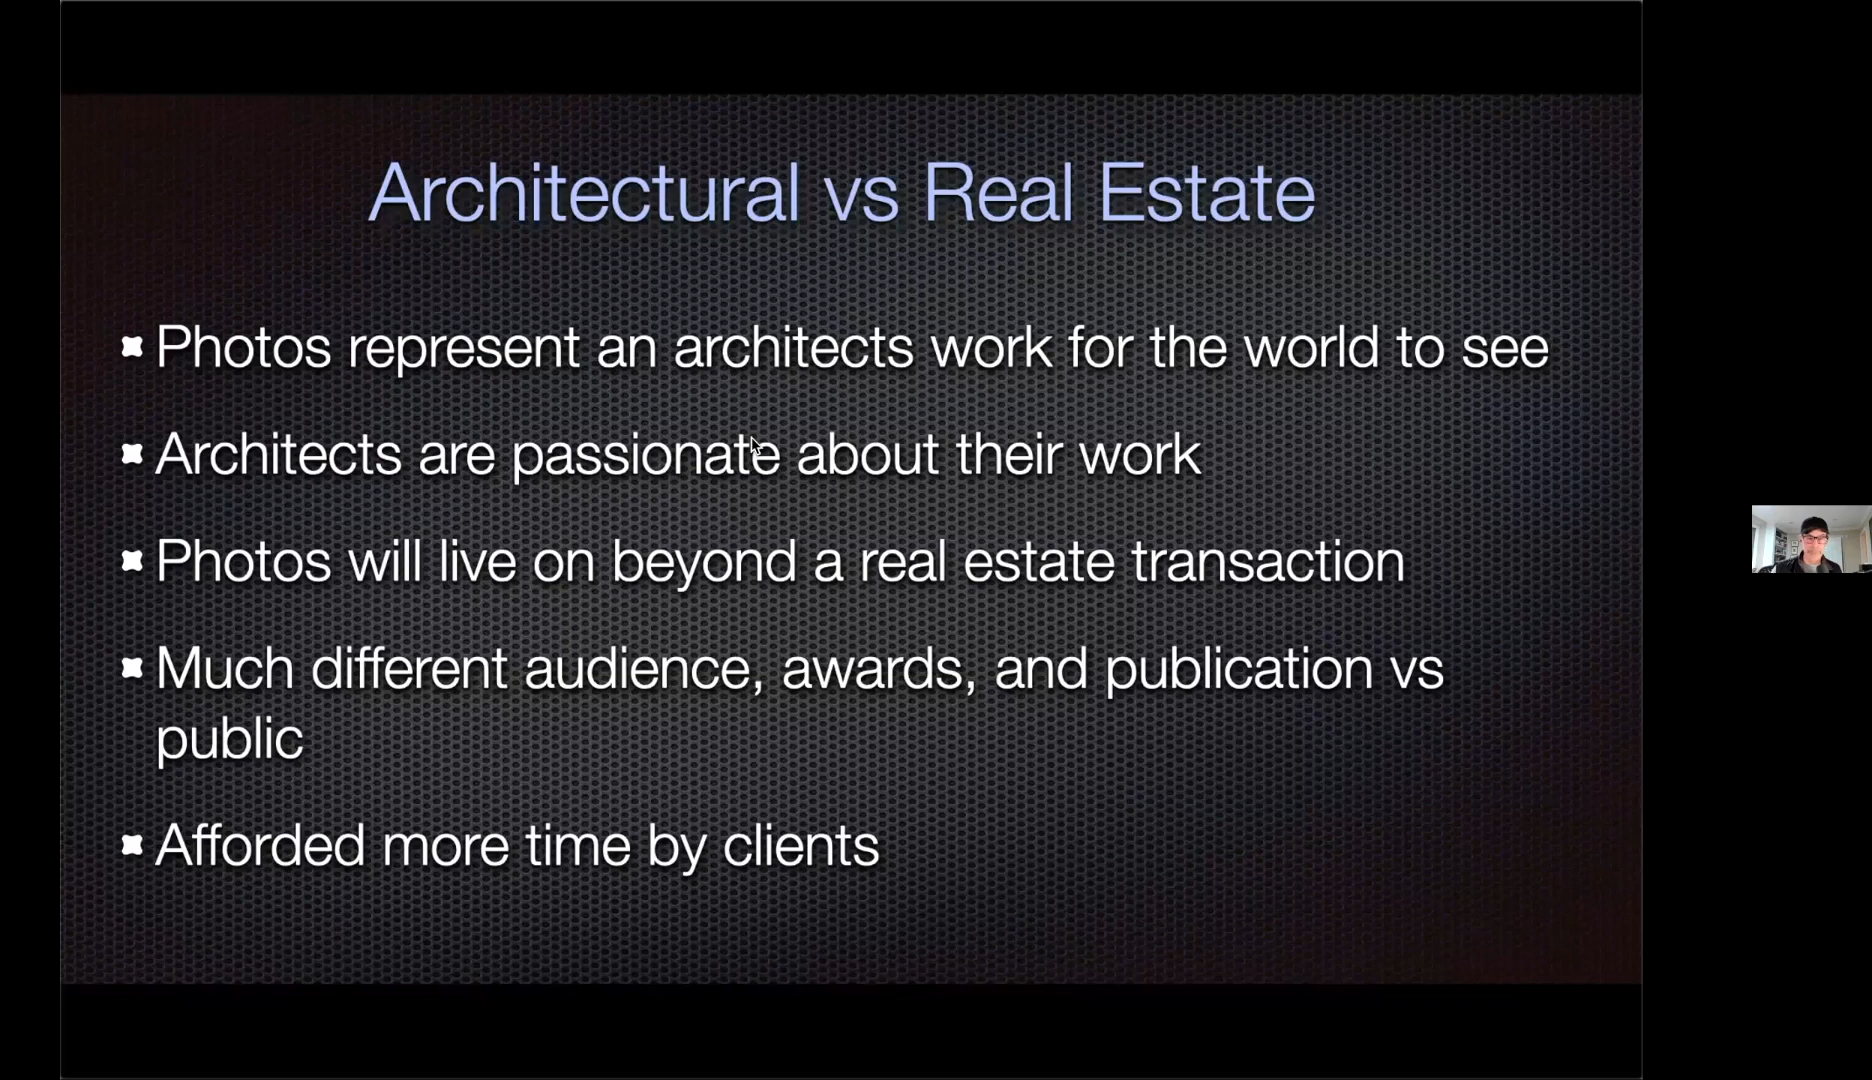 Architectural vs Real Estate
Photos represent an architects work for the world to see
Architects are passionate about their work
Photos will live on beyond a real estate transaction
Much different audience, awards, and publication vs
public
Afforded more time by clients